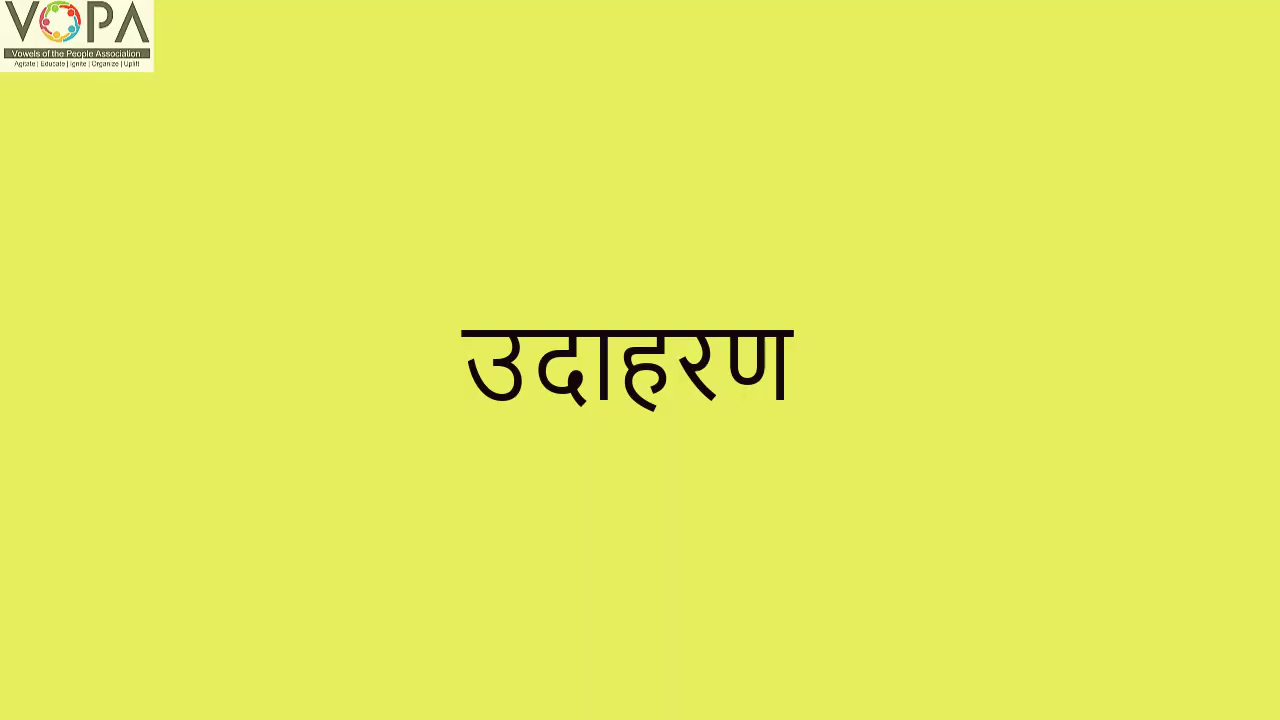 VOPA
Vowels of the People Association
Agitate | Educate | Ignite | Organize | Uplift
उदाहरण